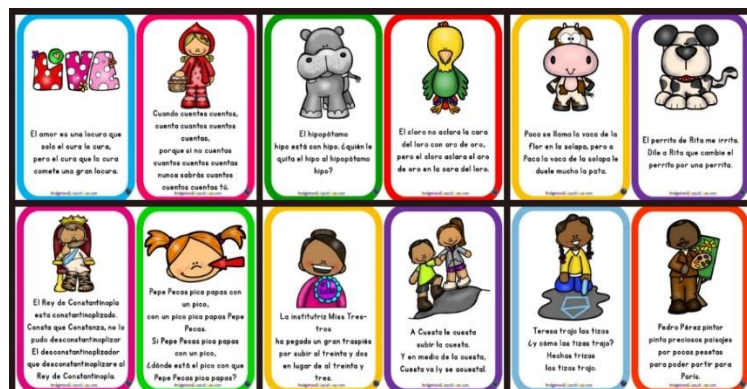 LOVE
El amor es una locura que
solo el cura lo cura,
pero el cura que lo cura
comete una gran locura.
Cuando cuentes cuentos,
cuenta cuantos cuentos
cuentas,
porque si no cuentas
cuantos cuentos cuentas
nunca sabrás cuantos
cuentos cuentas tú.
El hipopótamo
hipo está con hipo. ¿quién le
quita el hipo al hipopótamo
hipo?
El cloro no aclara la cara
del loro con aro de oro,
pero el cloro aclara el aro
de oro en la cara del loro.
Paca se llama la vaca de la
flor en la solapa, pero a
Paca la vaca de la solapa le
duele mucho la pata.
El perrito de Rita me irrita.
Dile a Rita que cambie el
perrito por una perrita.
El Rey de Constantinopla
esta constantinoplizado.
Consta que Constanza, no lo
pudo desconstantinoplizar
El desconstantinoplizador
que desconstantinoplizare al
Rey de Constantinopla.
Pepe Pecas pica papas con
un pico,
con un pico pica papas Pepe
Pecas.
Si Pepe Pecas pica papas
con un pico,
¿dónde está el pico con que
Pepe Pecas pica papas?
La institutriz Miss Tres-
tros
ha pegado un gran traspiés
por subir al treinta y dos
en lugar de al treinta y
tres.
A Cuesta le cuesta
subir la cuesta.
Y en medio de la cuesta,
Cuesta va ¡y se acuesta!
Teresa trajo las tizas
¿y cómo las tizas trajo?
Hechas trizas
las tizas trajo.
Pedro Pérez pintor
pinta preciosos paisajes
por pocas pesetas
para poder partir para
París.